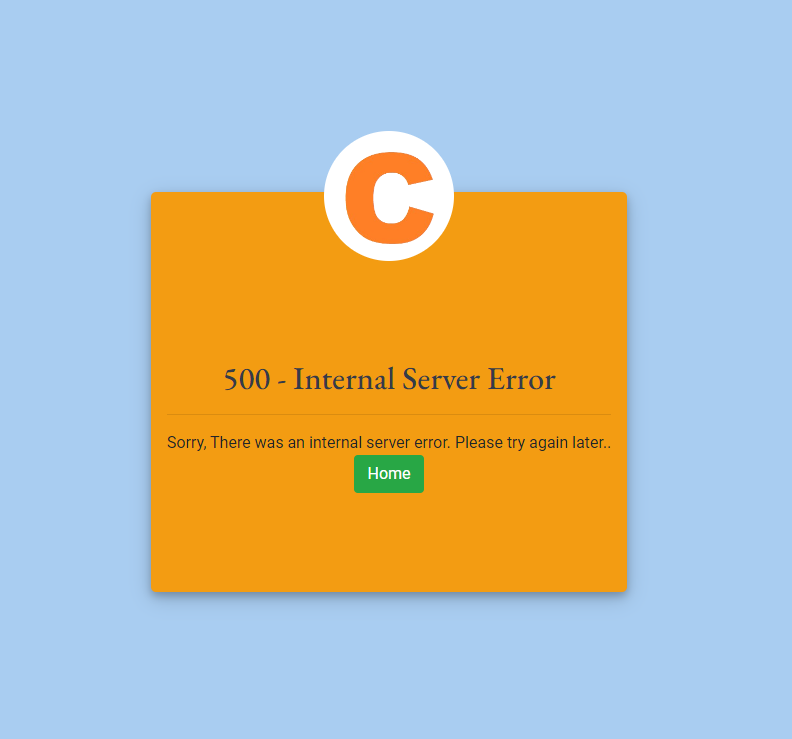 C
500 - Internal Server Error
Sorry, There was an internal server error. Please try again later..
Home